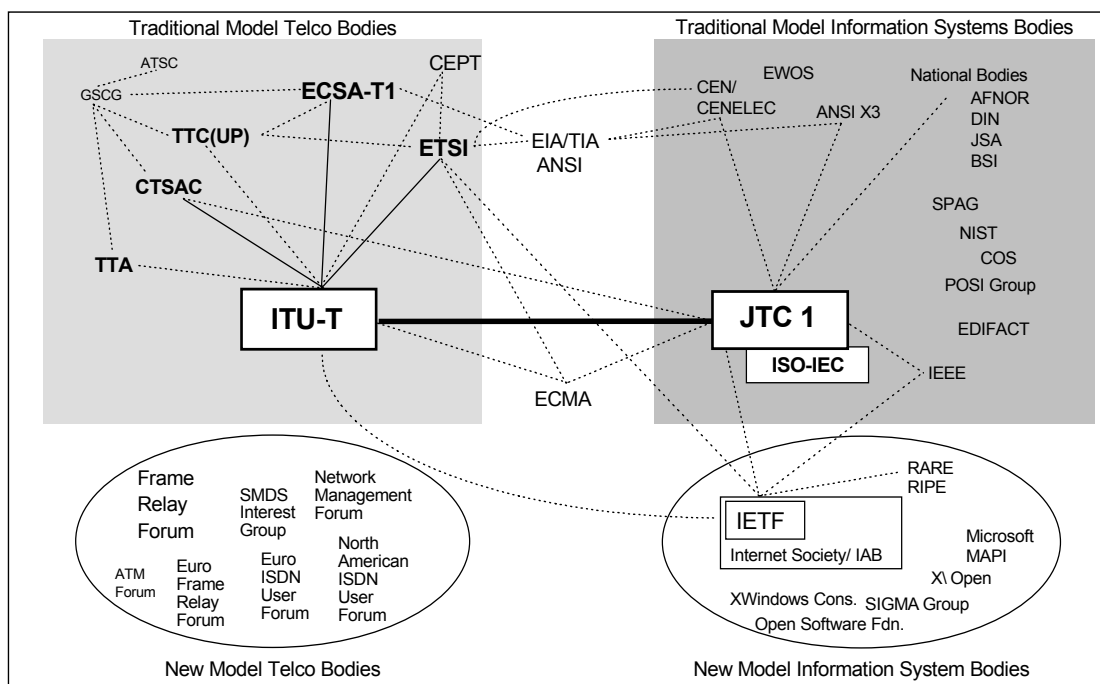 Traditional Model Telco Bodies
Traditional Model Information Systems Bodies
ATSC
GSCG
CEPT
ECSA-T1
TTC(UP)
ETSI
CTSAC
TTA
ITU-T
EIA/TIA
ANSI
ECMA
CEN/
CENELEC
EWOS
ANSI X3
National Bodies
AFNOR
DIN
JSA
BSI
SPAG
NIST
COS
POSI Group
EDIFACT
JTC 1
ISO-IEC
IEEE
Frame
Relay
Forum
SMDS
Interest
Group
Network
Management
Forum
ATM
Forum
Euro
Frame
Relay
Forum
Euro
ISDN
User
Forum
North
American
ISDN
User
Forum
RARE
RIPE
IETF
Internet Society/ IAB
Microsoft
MAPI
X\ Open
XWindows Cons.
SIGMA Group
Open Software Fdn.
New Model Telco Bodies
New Model Information System Bodies